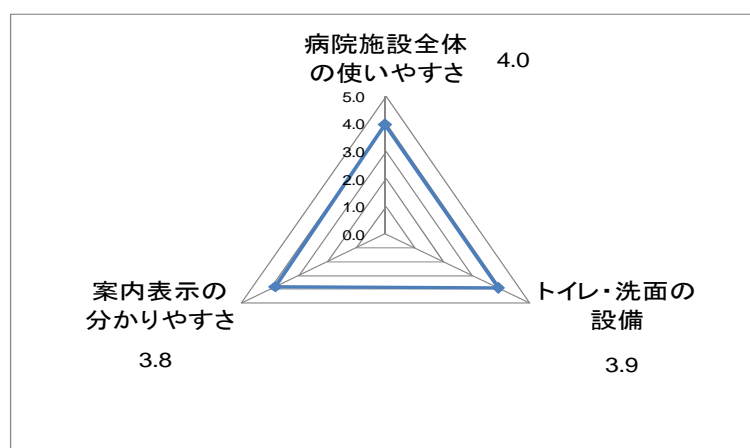 病院施設全体
の使いやすさ
4.0
5.0
4.0
3.0
2.0
1.0
0.0
案内表示の
分かりやすさ
3.8
トイレ・洗面の
設備
3.9